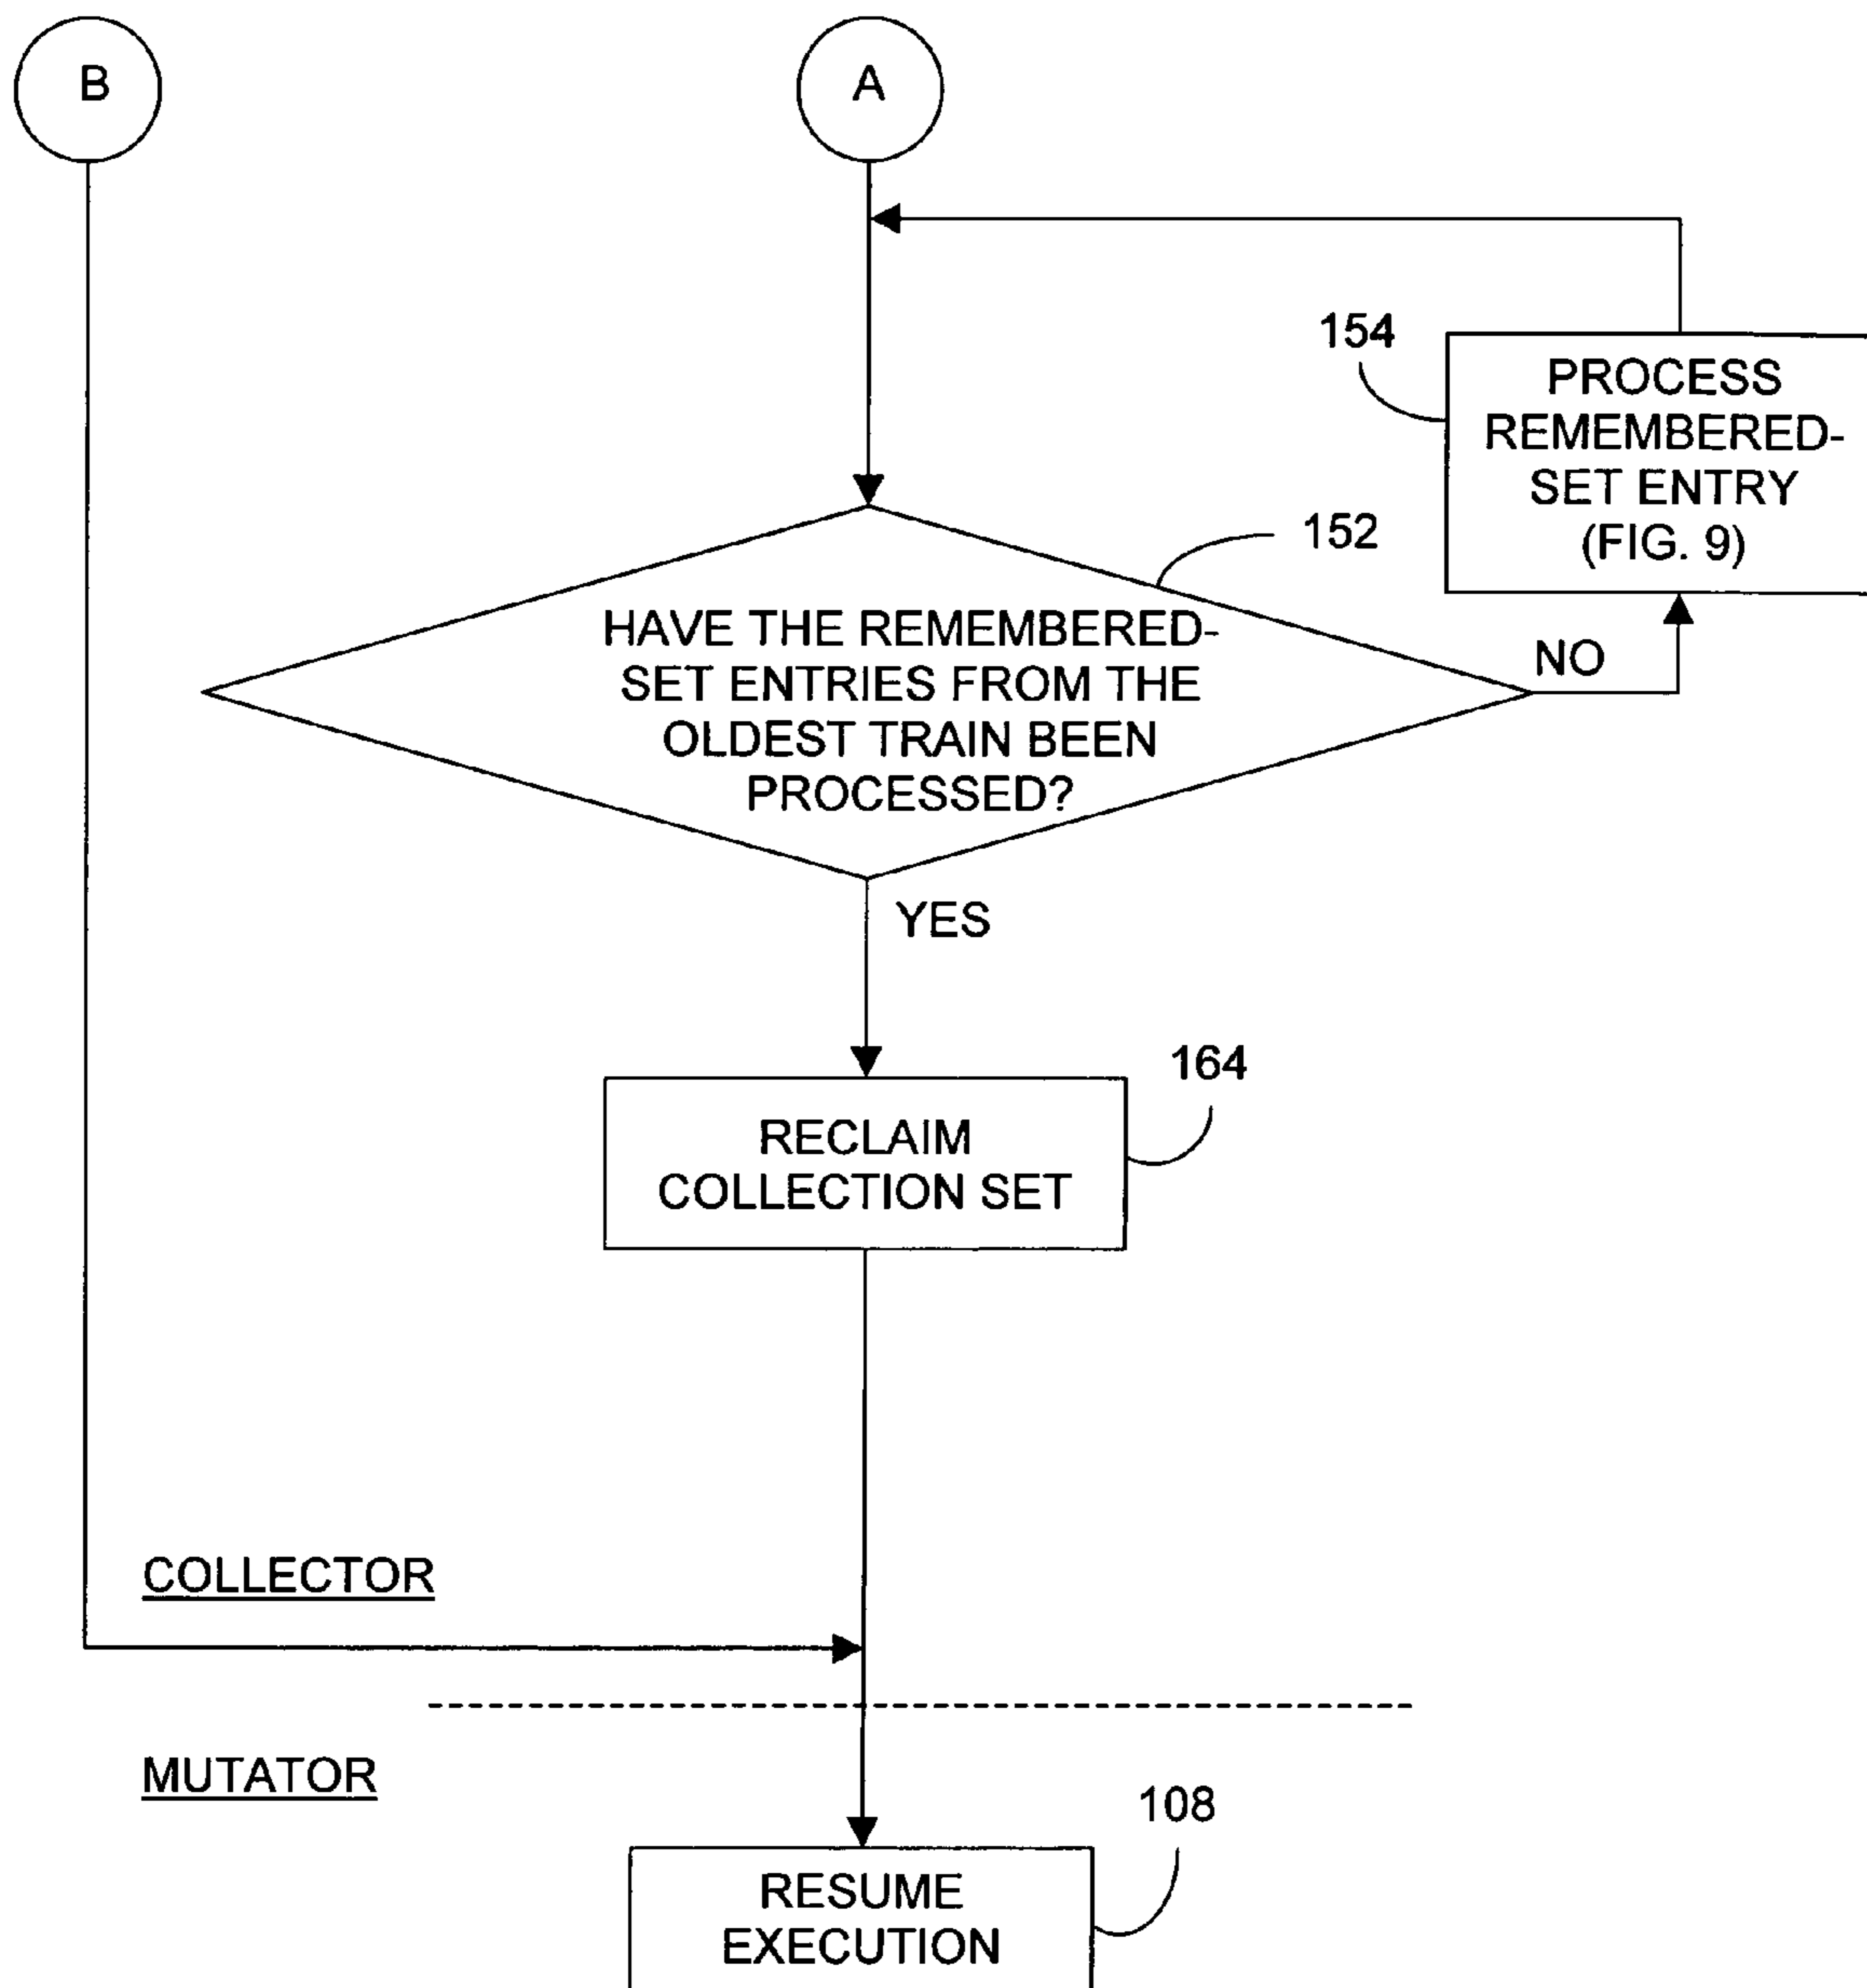 B
A
154
PROCESS
REMEMBERED-
SET ENTRY
(FIG. 9)
152
HAVE THE REMEMBERED-
SET ENTRIES FROM THE
OLDEST TRAIN BEEN
PROCESSED?
NO
YES
164
RECLAIM
COLLECTION SET
COLLECTOR
MUTATOR
108
RESUME
EXECUTION